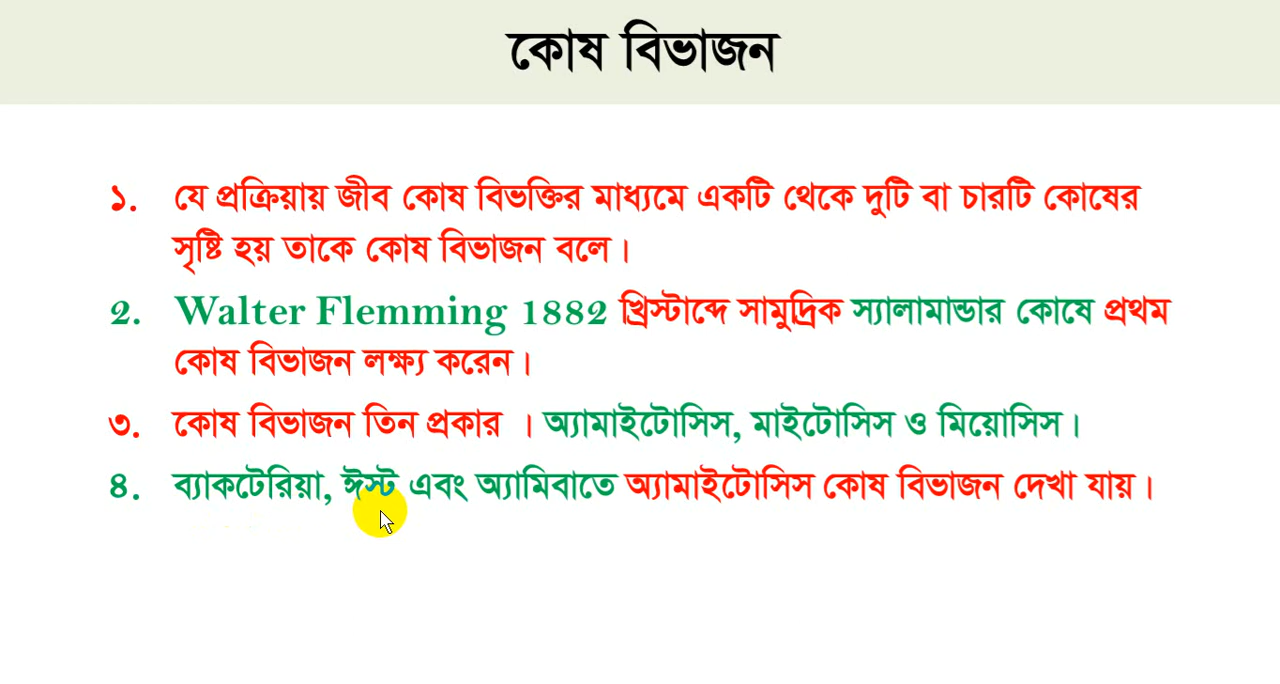 কোষ বিভাজন
১. যে প্রক্রিয়ায় জীব কোষ বিভক্তির মাধ্যমে একটি থেকে দুটি বা চারটি কোষের
সৃষ্টি হয় তাকে কোষ বিভাজন বলে।
2. Walter Flemming 1882 খ্রিস্টাব্দে সামুদ্রিক স্যালামান্ডার কোষে প্রথম
কোষ বিভাজন লক্ষ্য করেন।
৩. কোষ বিভাজন তিন প্রকার । অ্যামাইটোসিস, মাইটোসিস ও মিয়োসিস।
৪. ব্যাকটেরিয়া, ঈস্ট এবং অ্যামিবাতে অ্যামাইটোসিস কোষ বিভাজন দেখা যায়।